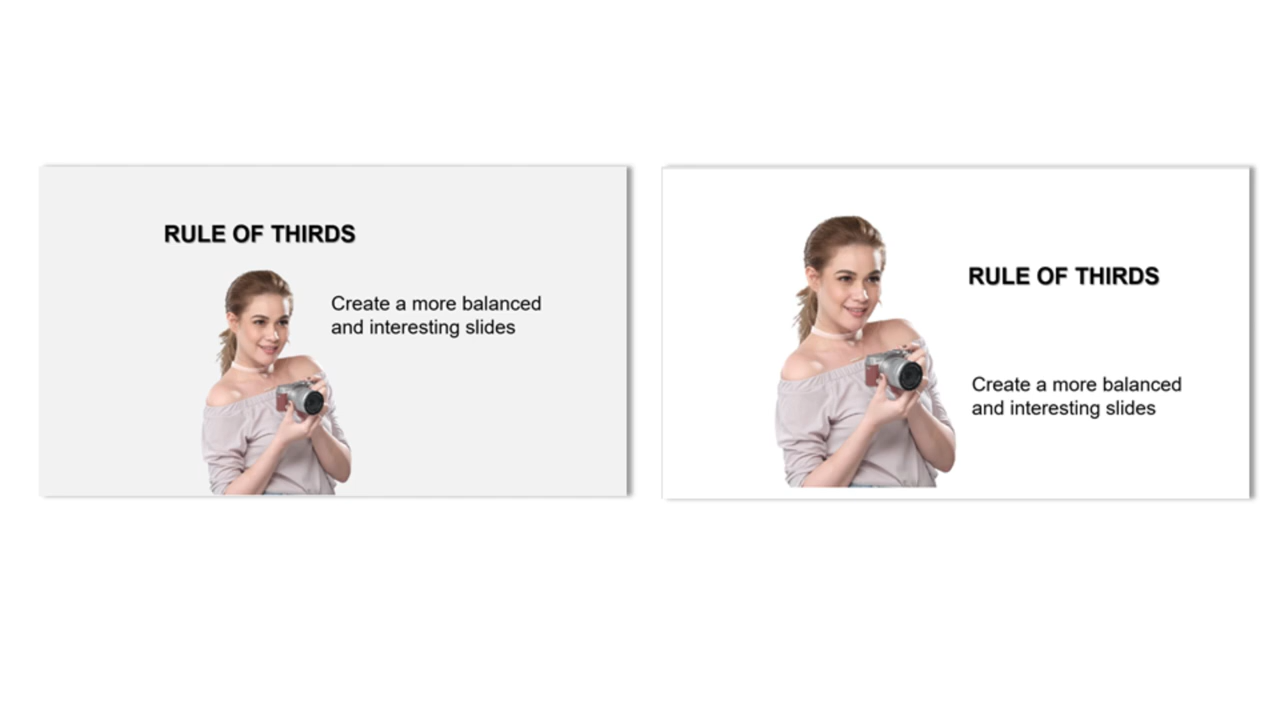 RULE OF THIRDS
Create a more balanced
and interesting slides
RULE OF THIRDS
Create a more balanced
and interesting slides